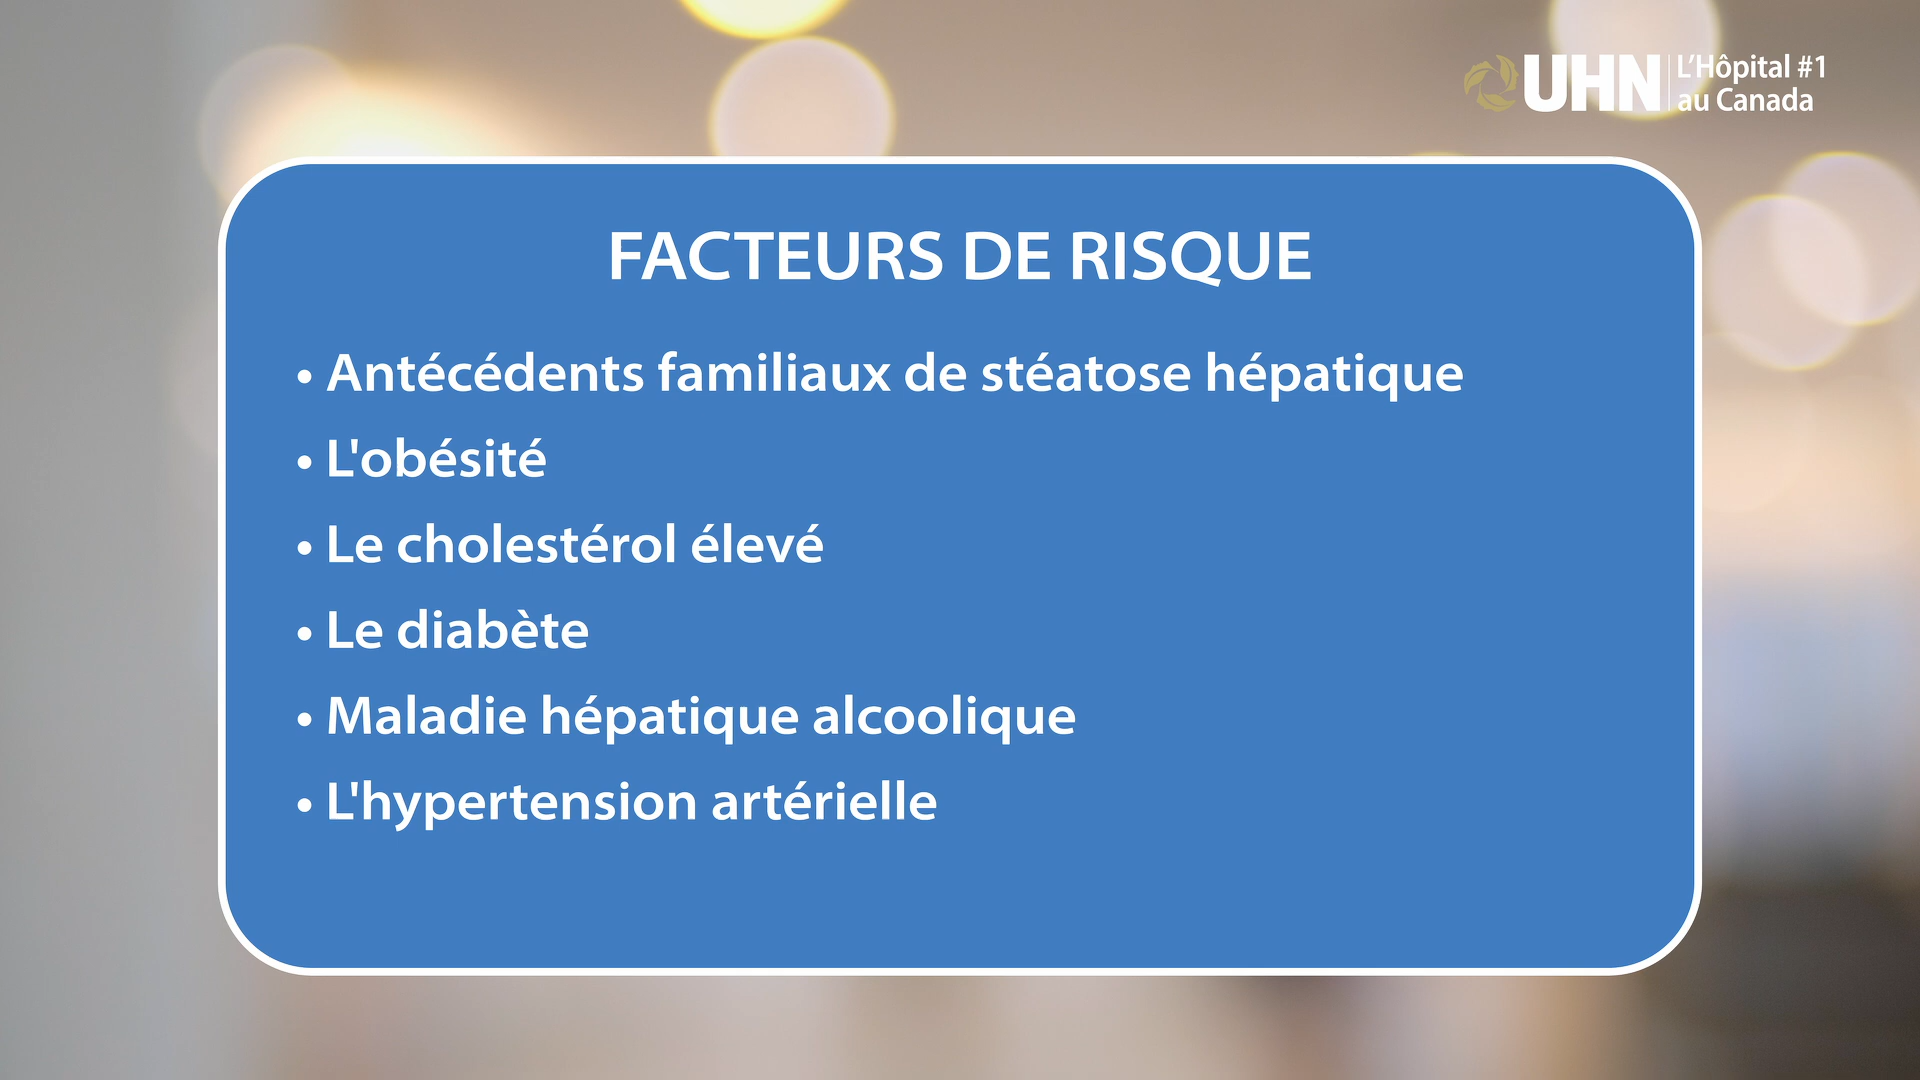 UHN L'Hôpital #1
au Canada
FACTEURS DE RISQUE
• Antécédents familiaux de stéatose hépatique
• L'obésité
• Le cholestérol élevé
• Le diabète
• Maladie hépatique alcoolique
• L'hypertension artérielle